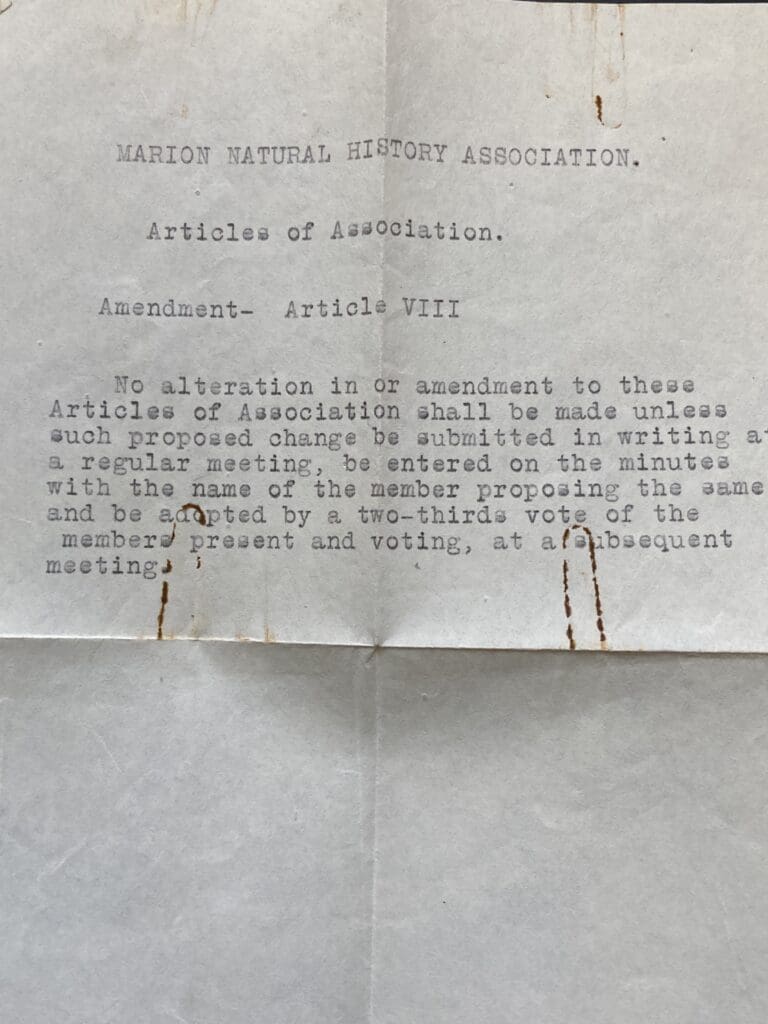 MARION NATURAL HISTORY ASSOCIATION.
Articles of Association.
Amendment- Article VIII
No alteration in or amendment to these
Articles of Association shall be made unless
such proposed change be submitted in writing at
a regular meeting, be entered on the minutes
with the name of the member proposing the same
and be adopted by a two-thirds vote of the
members present and voting, at a subsequent
meeting.